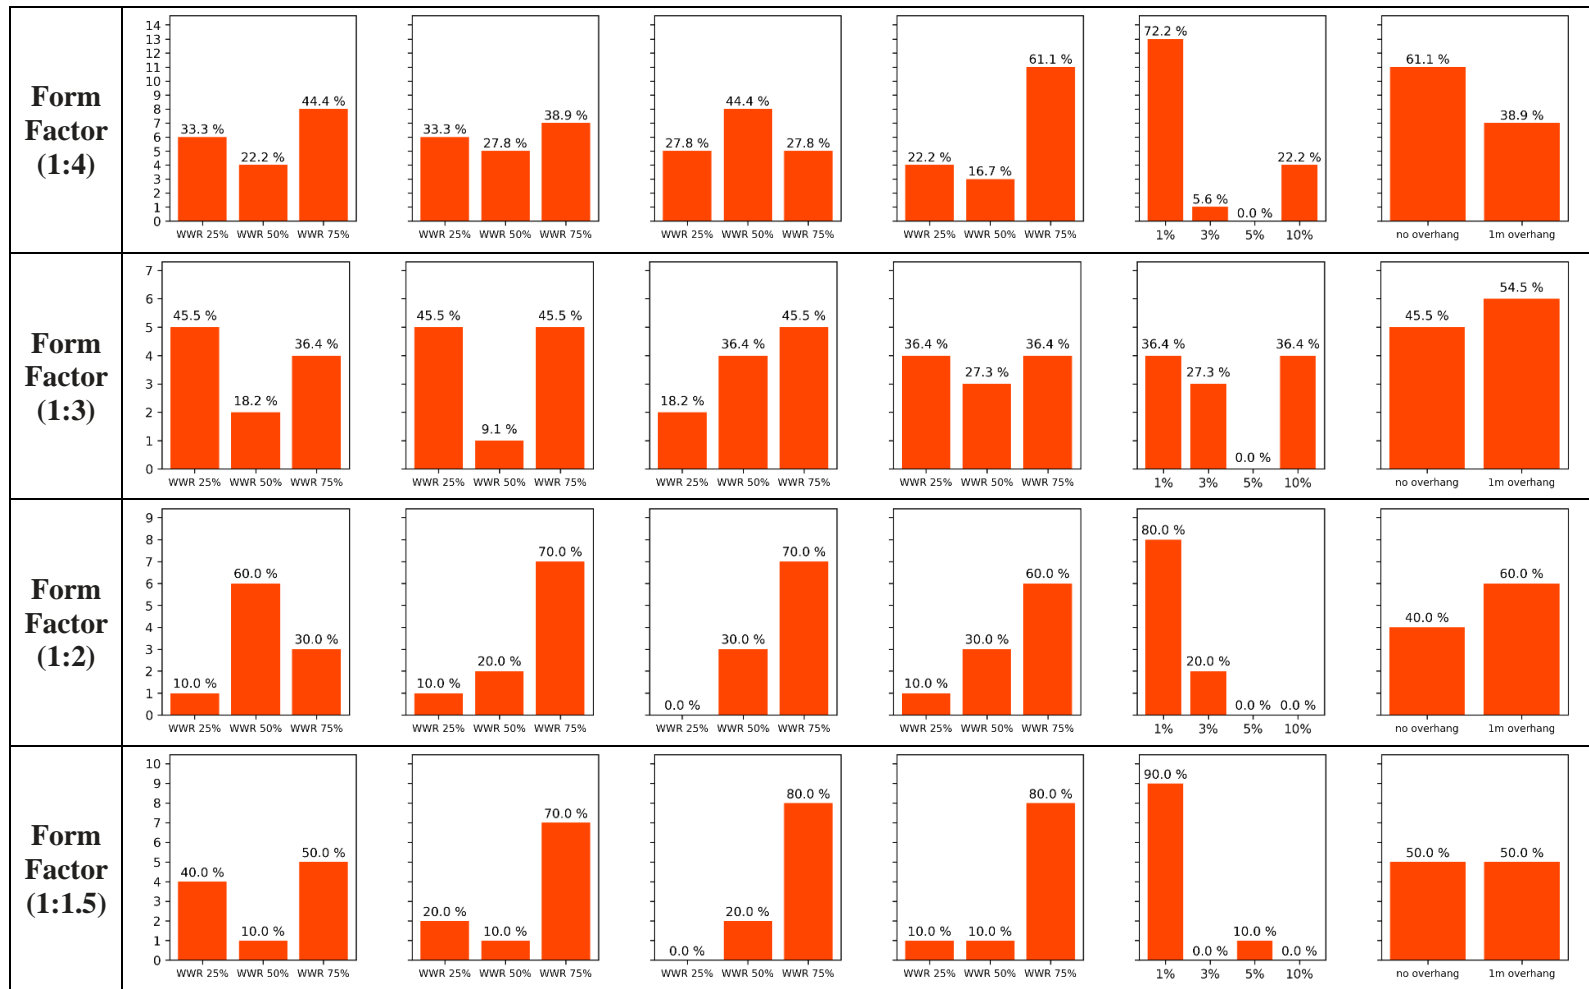 Form
Factor
(1:4)
14
13
12
11
10
9
8
7
6
5
4
3
2
1
0
33.3 % 22.2 % 44.4 %
WWR 25% WWR 50% WWR 75%
33.3 % 27.8 % 38.9 %
WWR 25% WWR 50% WWR 75%
27.8 % 44.4 % 27.8 %
WWR 25% WWR 50% WWR 75%
22.2 % 16.7 % 61.1 %
WWR 25% WWR 50% WWR 75%
72.2 % 5.6 % 0.0 % 22.2 %
1% 3% 5% 10%
61.1 % 38.9 %
no overhang 1m overhang
Form
Factor
(1:3)
7
6
5
4
3
2
1
0
45.5 % 18.2 % 36.4 %
WWR 25% WWR 50% WWR 75%
45.5 % 9.1 % 45.5 %
WWR 25% WWR 50% WWR 75%
18.2 % 36.4 % 45.5 %
WWR 25% WWR 50% WWR 75%
36.4 % 27.3 % 36.4 %
WWR 25% WWR 50% WWR 75%
36.4 % 27.3 % 0.0 % 36.4 %
1% 3% 5% 10%
45.5 % 54.5 %
no overhang 1m overhang
Form
Factor
(1:2)
9
8
7
6
5
4
3
2
1
0
10.0 % 60.0 % 30.0 %
WWR 25% WWR 50% WWR 75%
10.0 % 20.0 % 70.0 %
WWR 25% WWR 50% WWR 75%
0.0 % 30.0 % 70.0 %
WWR 25% WWR 50% WWR 75%
10.0 % 30.0 % 60.0 %
WWR 25% WWR 50% WWR 75%
80.0 % 20.0 % 0.0 % 0.0 %
1% 3% 5% 10%
40.0 % 60.0 %
no overhang 1m overhang
Form
Factor
(1:1.5)
10
9
8
7
6
5
4
3
2
1
0
40.0 % 10.0 % 50.0 %
WWR 25% WWR 50% WWR 75%
20.0 % 10.0 % 70.0 %
WWR 25% WWR 50% WWR 75%
0.0 % 20.0 % 80.0 %
WWR 25% WWR 50% WWR 75%
10.0 % 10.0 % 80.0 %
WWR 25% WWR 50% WWR 75%
90.0 % 0.0 % 10.0 % 0.0 %
1% 3% 5% 10%
50.0 % 50.0 %
no overhang 1m overhang